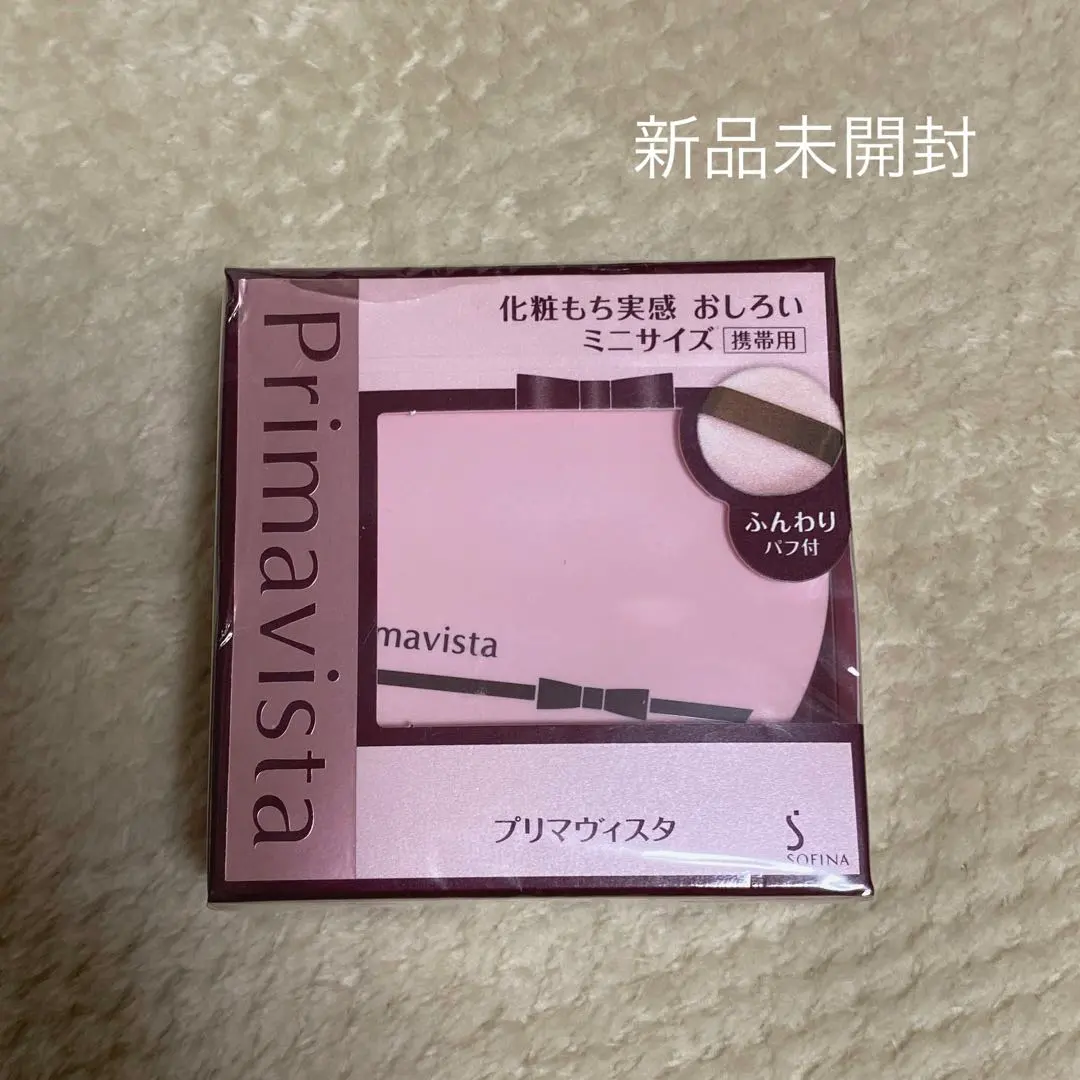 新品未開封
Primavista
化粧もち実感 おしろい
ミニサイズ 携帯用
ふんわり
パフ付
mavista
プリマヴィスタ
SOFINA